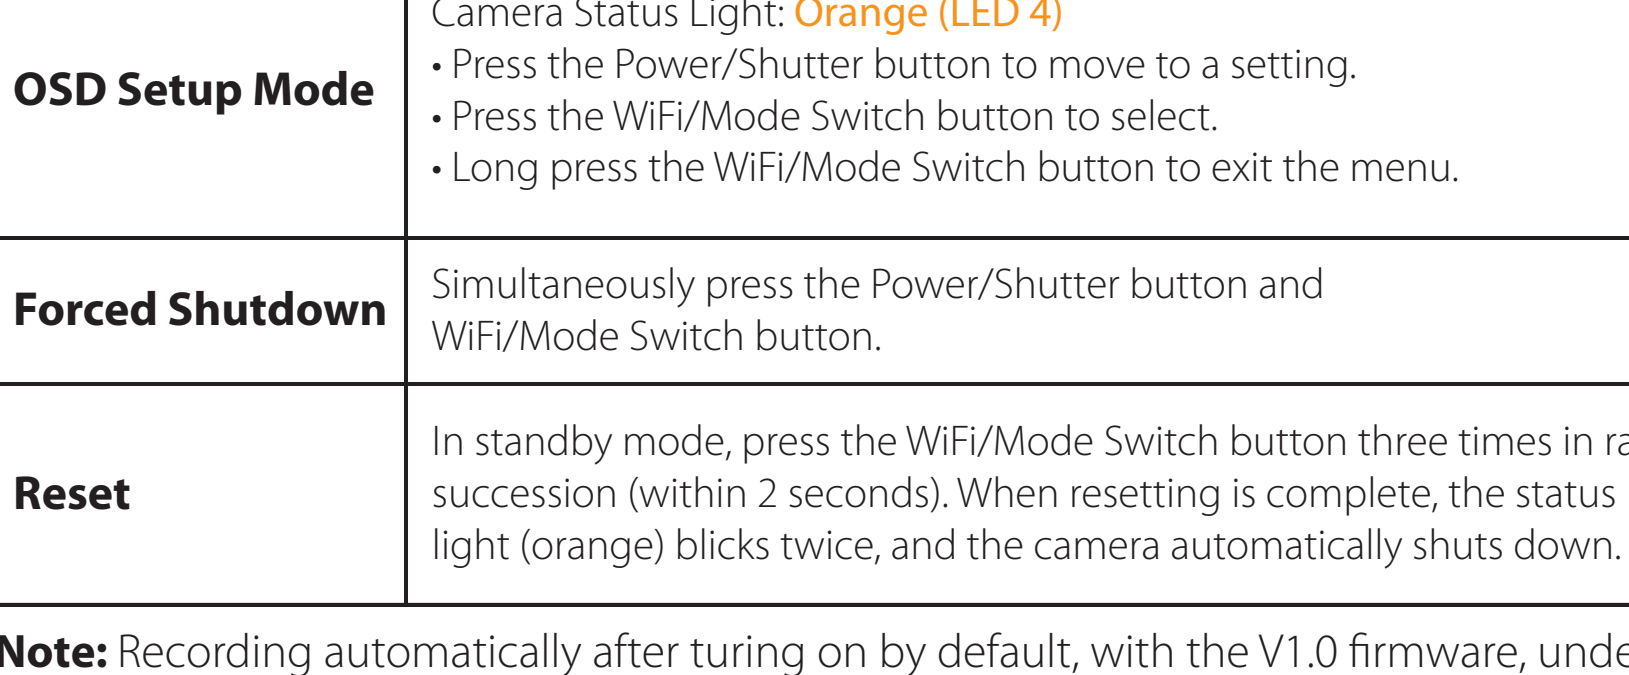 Camera Status Light: Orange (LED 4)
OSD Setup Mode
• Press the Power/Shutter button to move to a setting.
• Press the WiFi/Mode Switch button to select.
• Long press the WiFi/Mode Switch button to exit the menu.
Forced Shutdown
Simultaneously press the Power/Shutter button and
WiFi/Mode Switch button.
Reset
In standby mode, press the WiFi/Mode Switch button three times in
succession (within 2 seconds). When resetting is complete, the status
light (orange) blicks twice, and the camera automatically shuts down.
Note: Recording automatically after turing on by default, with the V1.0 firmware,